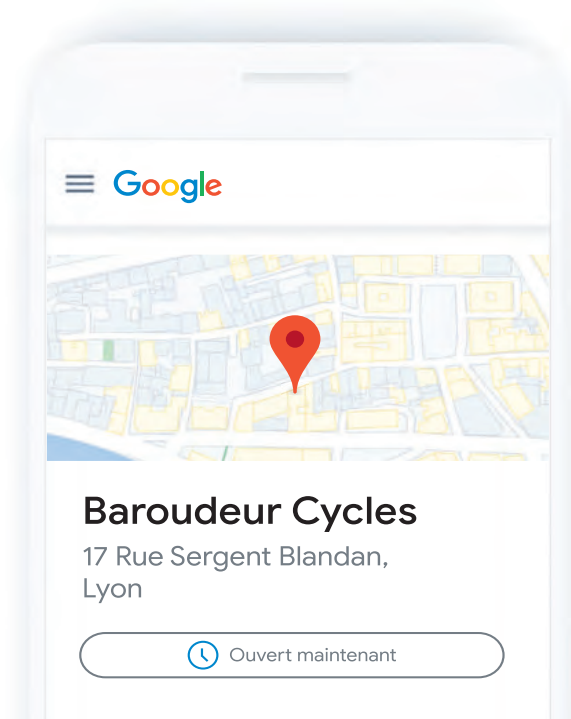 Google
Baroudeur Cycles
17 Rue Sergent Blandan,
Lyon
Ouvert maintenant